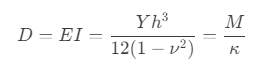 D = EI = \frac{Yh^3}{12(1 - \nu^2)} = \frac{M}{\kappa}